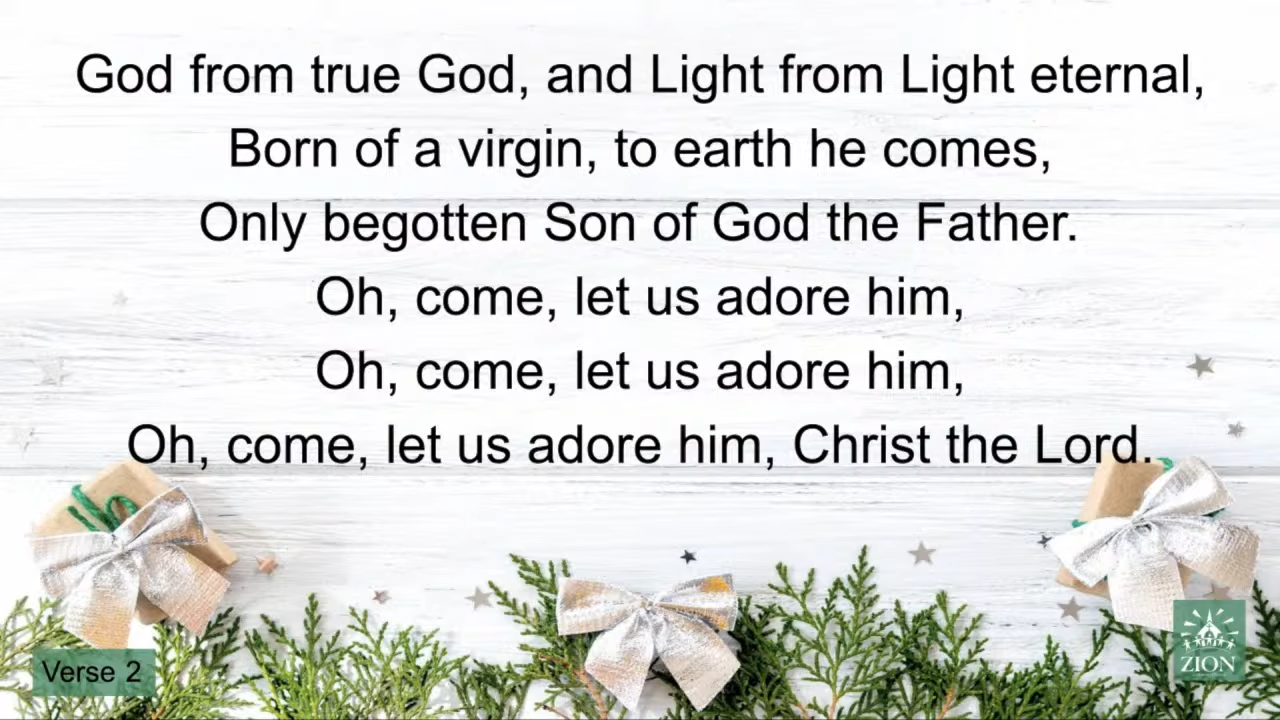 God from true God, and Light from Light eternal,
Born of a virgin, to earth he comes,
Only begotten Son of God the Father.
Oh, come, let us adore him,
Oh, come, let us adore him,
Oh, come, let us adore him, Christ the Lord.
Verse 2
ZION